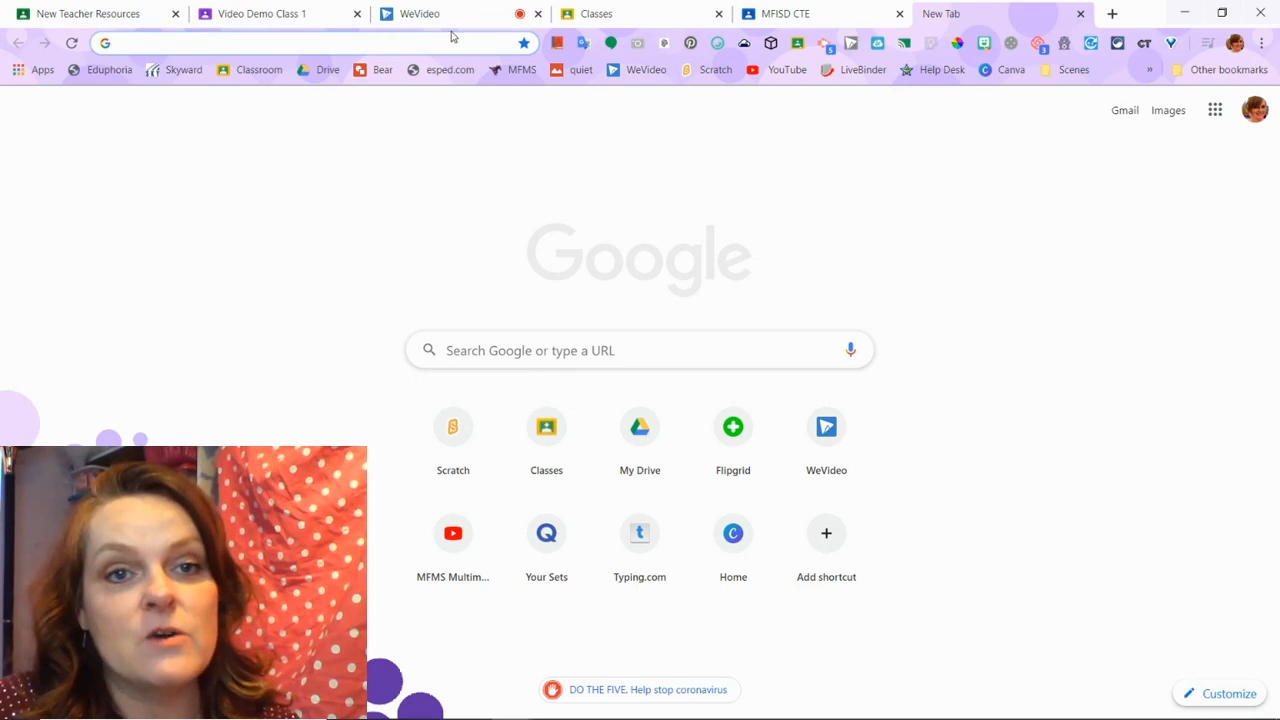 New Teacher Resources
Video Demo Class 1
WeVideo
Classes
MFISD CTE
New Tab
Apps Eduphoria Skyward Classroom Drive Bear esped.com MFMS quiet WeVideo Scratch YouTube LiveBinder Help Desk Canva Scenes » Other bookmarks
Gmail Images
Google
Search Google or type a URL
Scratch Classes My Drive Flipgrid WeVideo
MFMS Multim... Your Sets Typing.com Home Add shortcut
DO THE FIVE. Help stop coronavirus
Customize